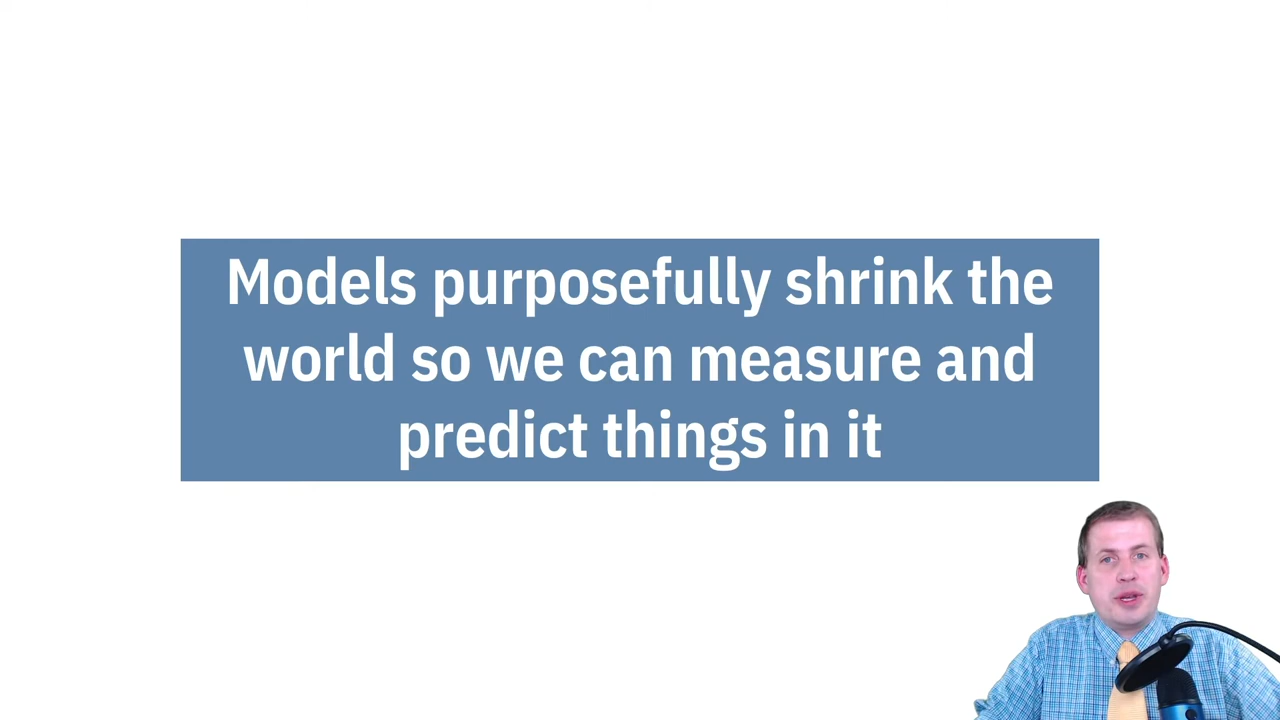 Models purposefully shrink the
world so we can measure and
predict things in it